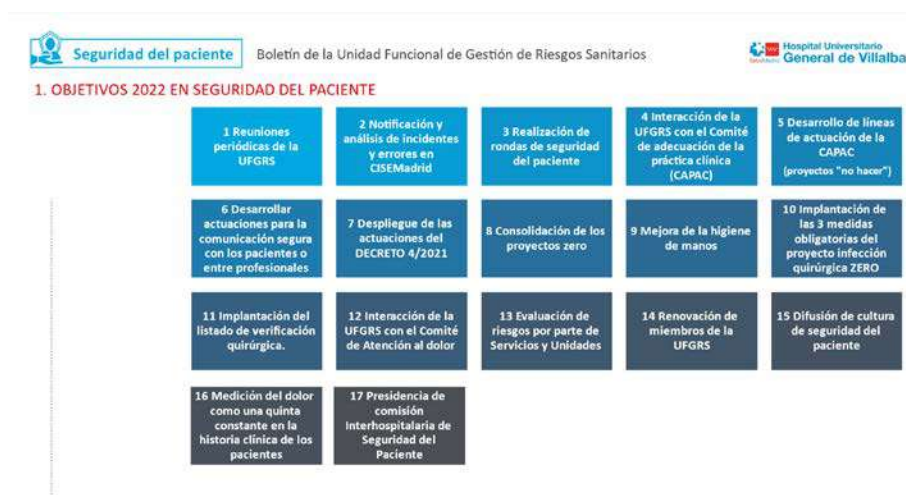 Seguridad del paciente
Boletín de la Unidad Funcional de Gestión de Riesgos Sanitarios
Hospital Universitario
General de Villalba
1. OBJETIVOS 2022 EN SEGURIDAD DEL PACIENTE
1 Reuniones
periódicas de la
UFGRS
2 Notificación y
análisis de incidentes
y errores en
CISEMadrid
3 Realización de
rondas de seguridad
del paciente
4 Interacción de la
UFGRS con el Comité
de adecuación de la
práctica clínica
(CAPAC)
5 Desarrollo de líneas
de actuación de la
CAPAC
(proyectos "no hacer")
6 Desarrollar
actuaciones para la
comunicación segura
con los pacientes o
entre profesionales
7 Despliegue de las
actuaciones del
DECRETO 4/2021
8 Consolidación de los
proyectos zero
9 Mejora de la higiene
de manos
10 Implantación de
las 3 medidas
obligatorias del
proyecto infección
quirúrgica ZERO
11 Implantación del
listado de verificación
quirúrgica.
12 Interacción de la
UFGRS con el Comité
de Atención al dolor
13 Evaluación de
riesgos por parte de
Servicios y Unidades
14 Renovación de
miembros de la
UFGRS
15 Difusión de cultura
de seguridad del
paciente
16 Medición del dolor
como una quinta
constante en la
historia clínica de los
pacientes
17 Presidencia de
comisión
Interhospitalaria de
Seguridad del
Paciente